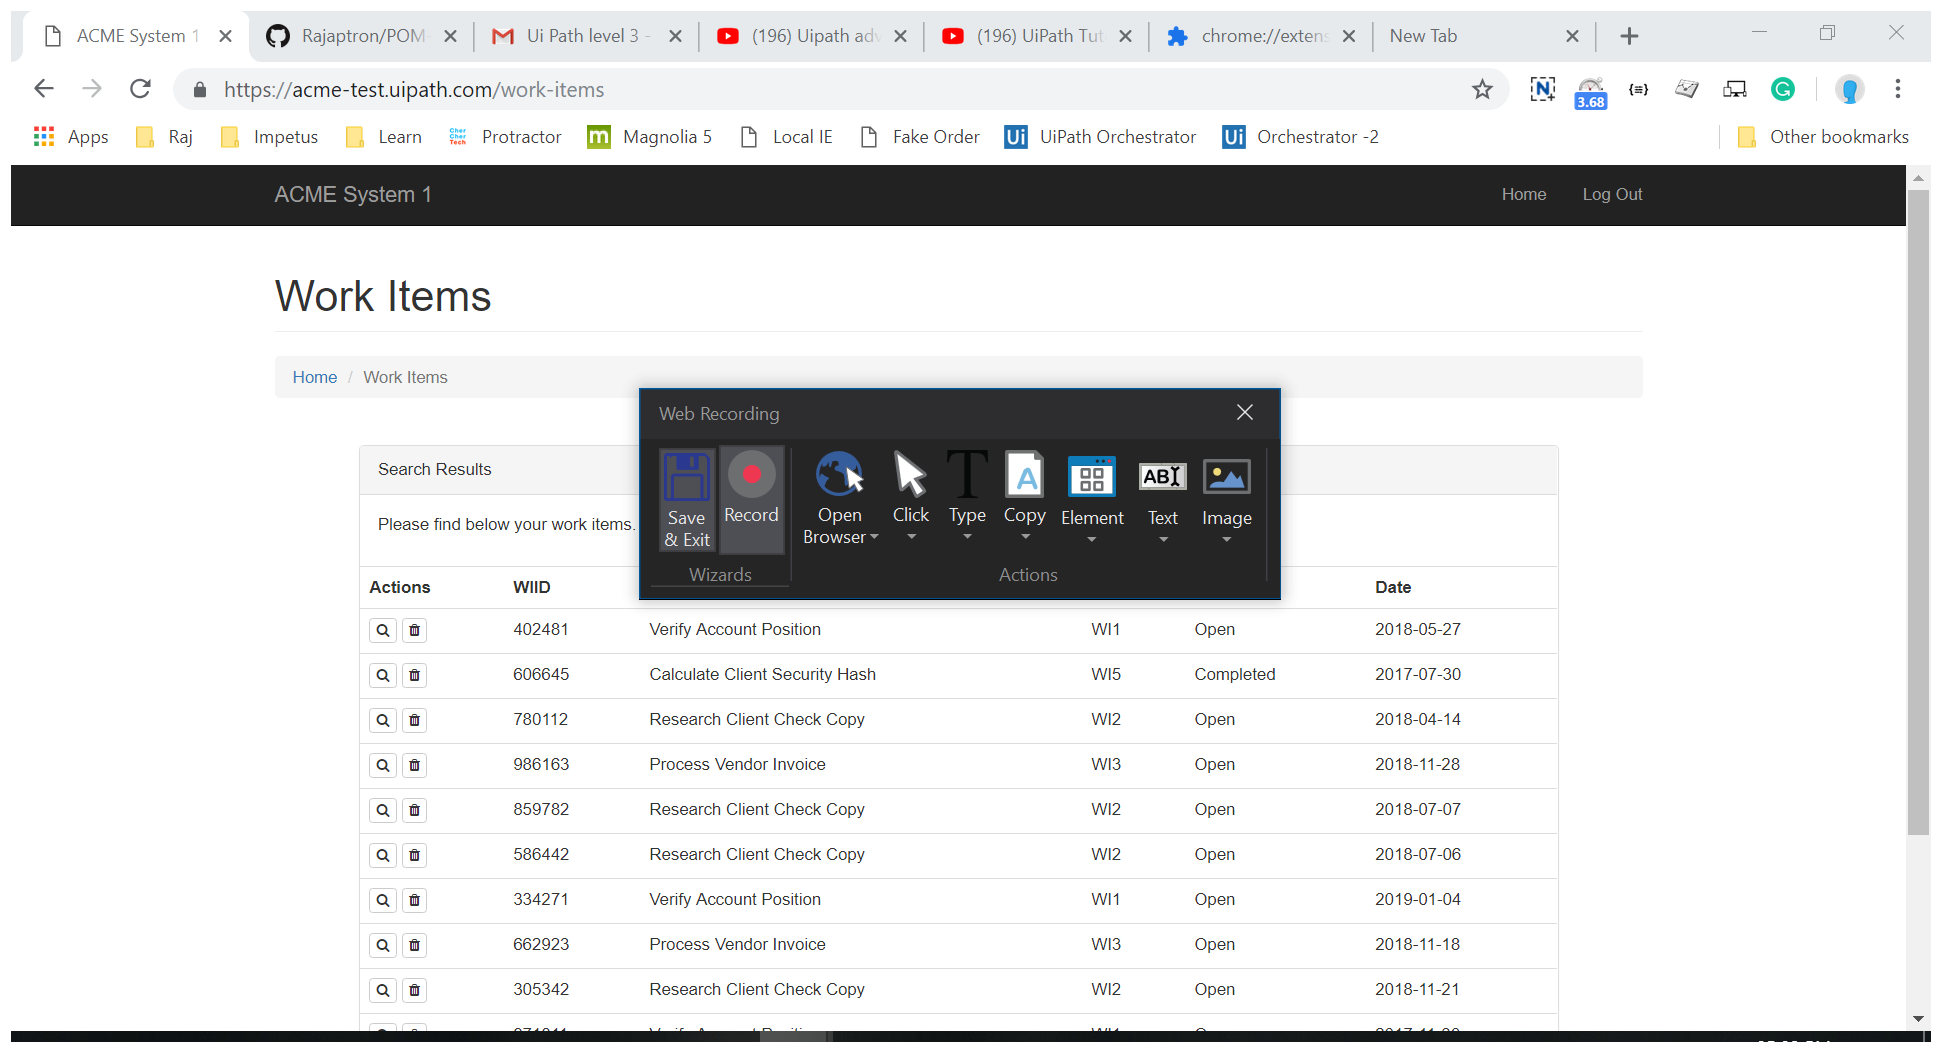 ACME System 1
Rajaptron/POM
Ui Path level 3 -
(196) Uipath adv
(196) UiPath Tut
chrome://extens
New Tab
https://acme-test.uipath.com/work-items
3.68
Apps Raj Impetus Learn Cher Cher Tech Protractor Magnolia 5 Local IE Fake Order UiPath Orchestrator Orchestrator -2 Other bookmarks
ACME System 1 Home Log Out
Work Items
Home / Work Items
Web Recording
Search Results
Please find below your work items.
Save & Exit
Record
Open Browser
Click
Type
Copy
Element
Text
Image
Wizards
Actions
Actions WIID Date
402481 Verify Account Position WI1 Open 2018-05-27
606645 Calculate Client Security Hash WI5 Completed 2017-07-30
780112 Research Client Check Copy WI2 Open 2018-04-14
986163 Process Vendor Invoice WI3 Open 2018-11-28
859782 Research Client Check Copy WI2 Open 2018-07-07
586442 Research Client Check Copy WI2 Open 2018-07-06
334271 Verify Account Position WI1 Open 2019-01-04
662923 Process Vendor Invoice WI3 Open 2018-11-18
305342 Research Client Check Copy WI2 Open 2018-11-21